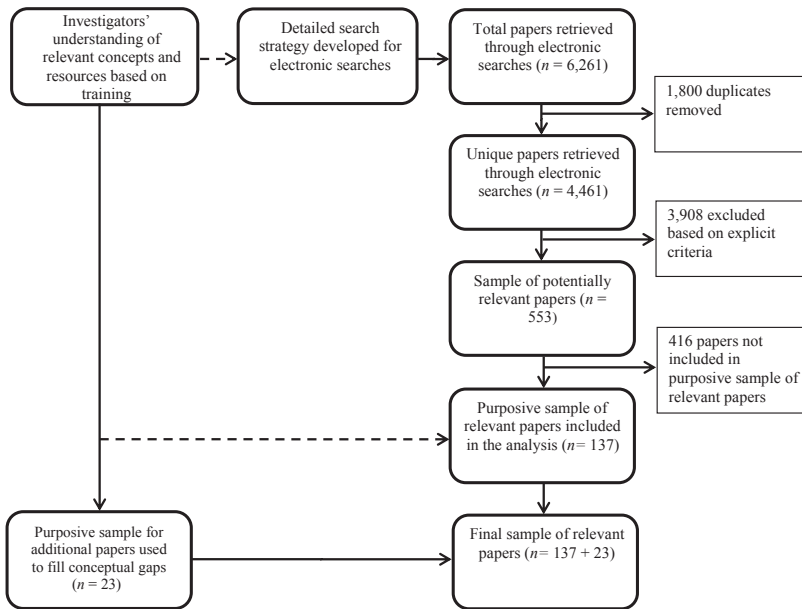 Investigators'
understanding of
relevant concepts and
resources based on
training
Detailed search
strategy developed for
electronic searches
Total papers retrieved
through electronic
searches (n = 6,261)
1,800 duplicates
removed
Unique papers retrieved
through electronic
searches (n = 4,461)
3,908 excluded
based on explicit
criteria
Sample of potentially
relevant papers (n =
553)
416 papers not
included in
purposive sample of
relevant papers
Purposive sample of
relevant papers included
in the analysis (n= 137)
Purposive sample for
additional papers used
to fill conceptual gaps
(n = 23)
Final sample of relevant
papers (n= 137 + 23)